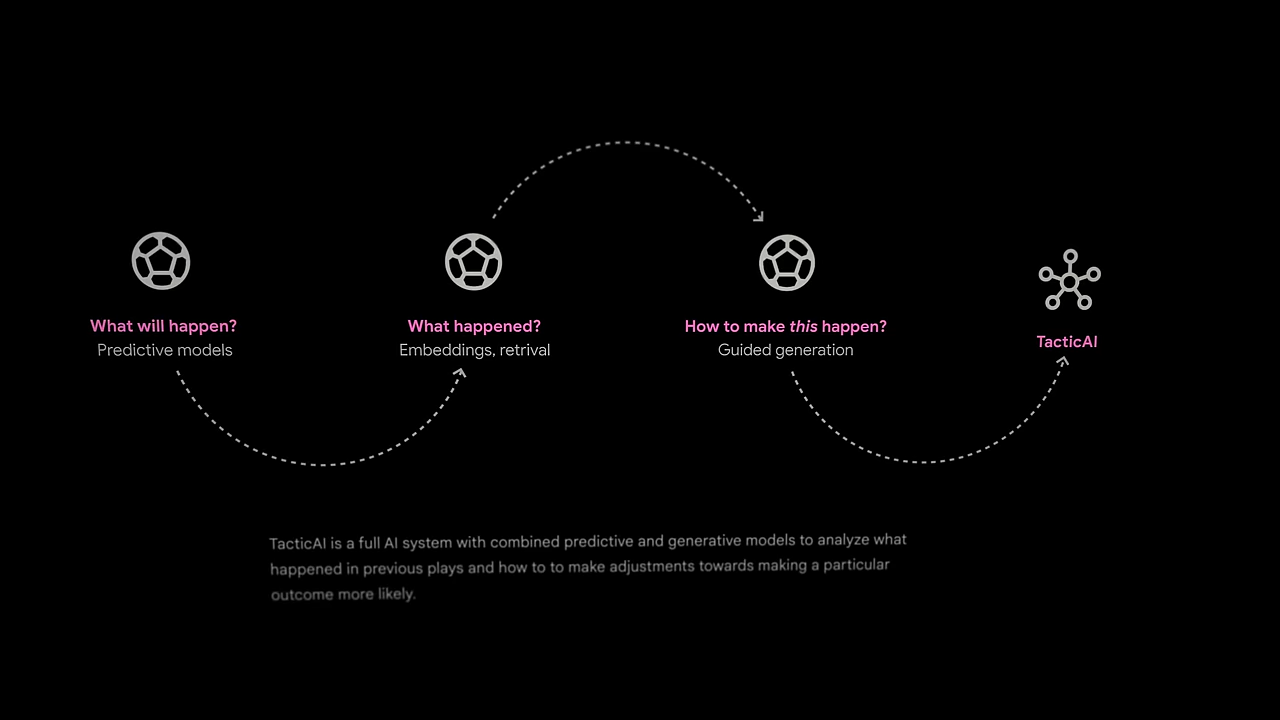 What will happen?
Predictive models
What happened?
Embeddings, retrival
How to make this happen?
Guided generation
TacticAI
TacticAI is a full AI system with combined predictive and generative models to analyze what
happened in previous plays and how to to make adjustments towards making a particular
outcome more likely.